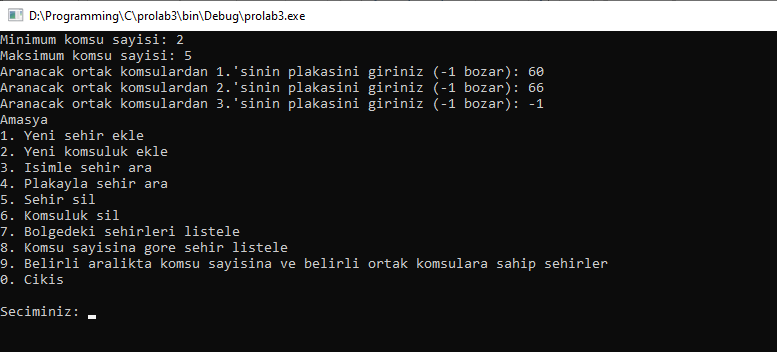 D:\Programming\C\prolab3\bin\Debug\prolab3.exe
Minimum komsu sayisi: 2
Maksimum komsu sayisi: 5
Aranacak ortak komsulardan 1.'sinin plakasini giriniz (-1 bozar): 60
Aranacak ortak komsulardan 2.'sinin plakasini giriniz (-1 bozar): 66
Aranacak ortak komsulardan 3.'sinin plakasini giriniz (-1 bozar): -1
Amasya
1. Yeni sehir ekle
2. Yeni komsuluk ekle
3. Isimle sehir ara
4. Plakayla sehir ara
5. Sehir sil
6. Komsuluk sil
7. Bolgedeki sehirleri listele
8. Komsu sayisina gore sehir listele
9. Belirli aralikta komsu sayisina ve belirli ortak komsulara sahip sehirler
0. Cikis
Seciminiz: _